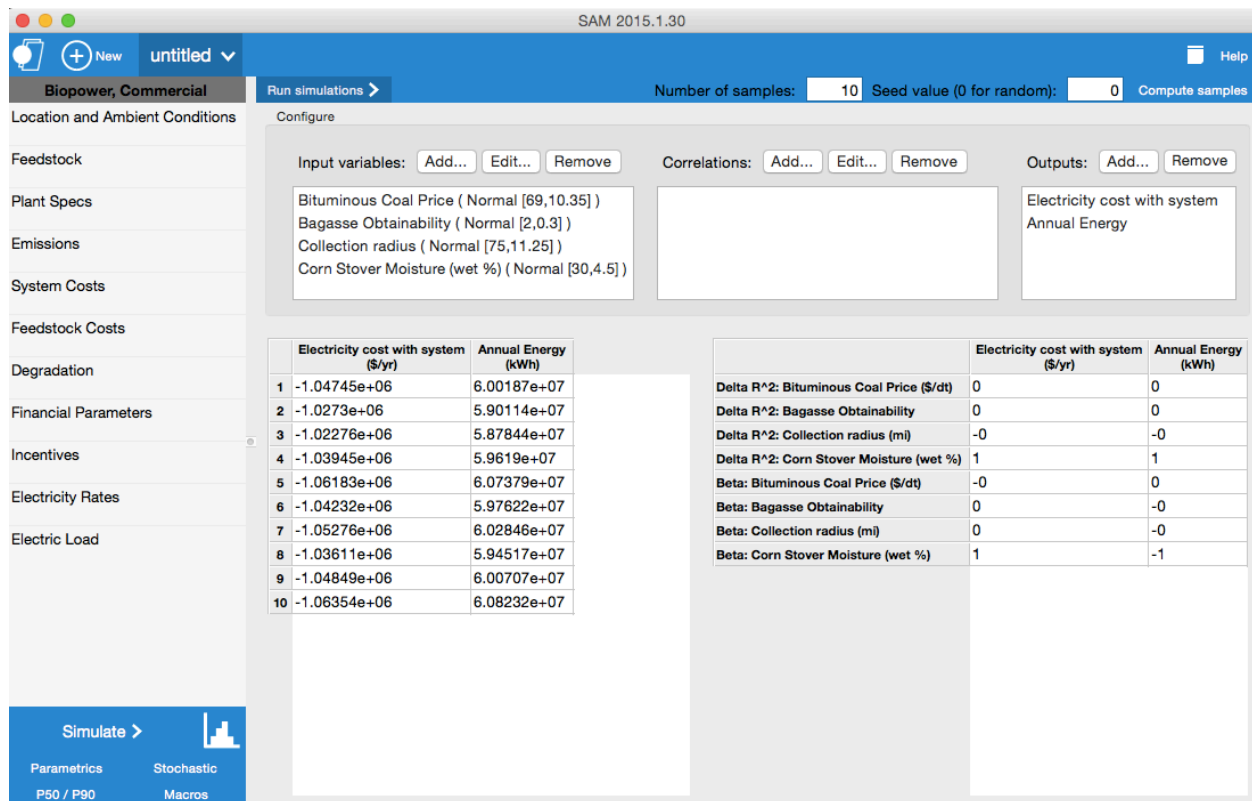 SAM 2015.1.30
New untitled Help
Biopower, Commercial
Run simulations > Number of samples: 10 Seed value (0 for random): 0 Compute samples
Location and Ambient Conditions
Feedstock
Plant Specs
Emissions
System Costs
Feedstock Costs
Degradation
Financial Parameters
Incentives
Electricity Rates
Electric Load
Simulate >
Parametrics Stochastic
P50 / P90 Macros
Configure
Input variables: Add... Edit... Remove
Bituminous Coal Price ( Normal [69,10.35] )
Bagasse Obtainability ( Normal [2,0.3] )
Collection radius ( Normal [75,11.25] )
Corn Stover Moisture (wet %) ( Normal [30,4.5] )
Correlations: Add... Edit... Remove
Outputs: Add... Remove
Electricity cost with system
Annual Energy
Electricity cost with system Annual Energy
($/yr) (kWh)
1 -1.04745e+06 6.00187e+07
2 -1.0273e+06 5.90114e+07
3 -1.02276e+06 5.87844e+07
4 -1.03945e+06 5.9619e+07
5 -1.06183e+06 6.07379e+07
6 -1.04232e+06 5.97622e+07
7 -1.05276e+06 6.02846e+07
8 -1.03611e+06 5.94517e+07
9 -1.04849e+06 6.00707e+07
10 -1.06354e+06 6.08232e+07
Electricity cost with system Annual Energy
($/yr) (kWh)
Delta R^2: Bituminous Coal Price ($/dt) 0 0
Delta R^2: Bagasse Obtainability 0 0
Delta R^2: Collection radius (mi) -0 -0
Delta R^2: Corn Stover Moisture (wet %) 1 1
Beta: Bituminous Coal Price ($/dt) -0 0
Beta: Bagasse Obtainability 0 -0
Beta: Collection radius (mi) 0 -0
Beta: Corn Stover Moisture (wet %) 1 -1